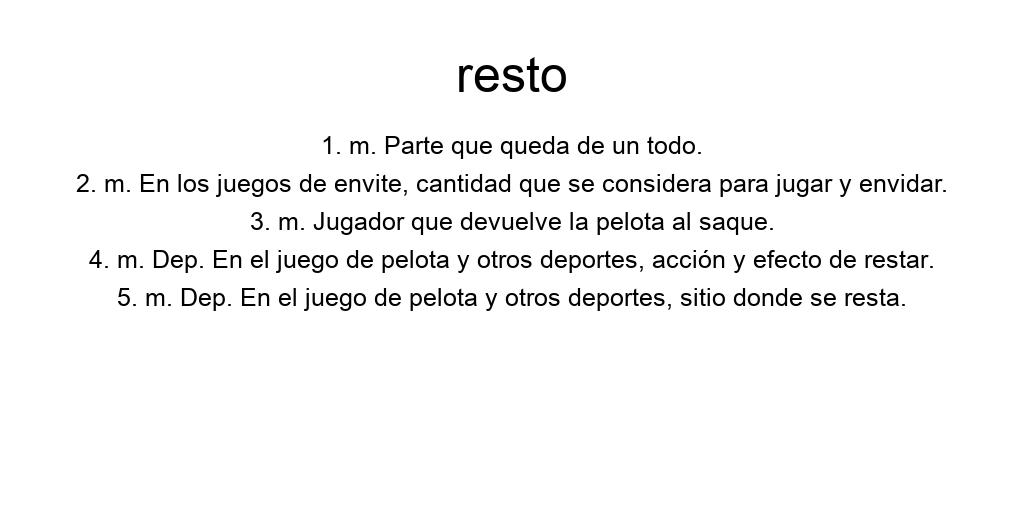 resto
1. m. Parte que queda de un todo.
2. m. En los juegos de envite, cantidad que se considera para jugar y envidar.
3. m. Jugador que devuelve la pelota al saque.
4. m. Dep. En el juego de pelota y otros deportes, acción y efecto de restar.
5. m. Dep. En el juego de pelota y otros deportes, sitio donde se resta.